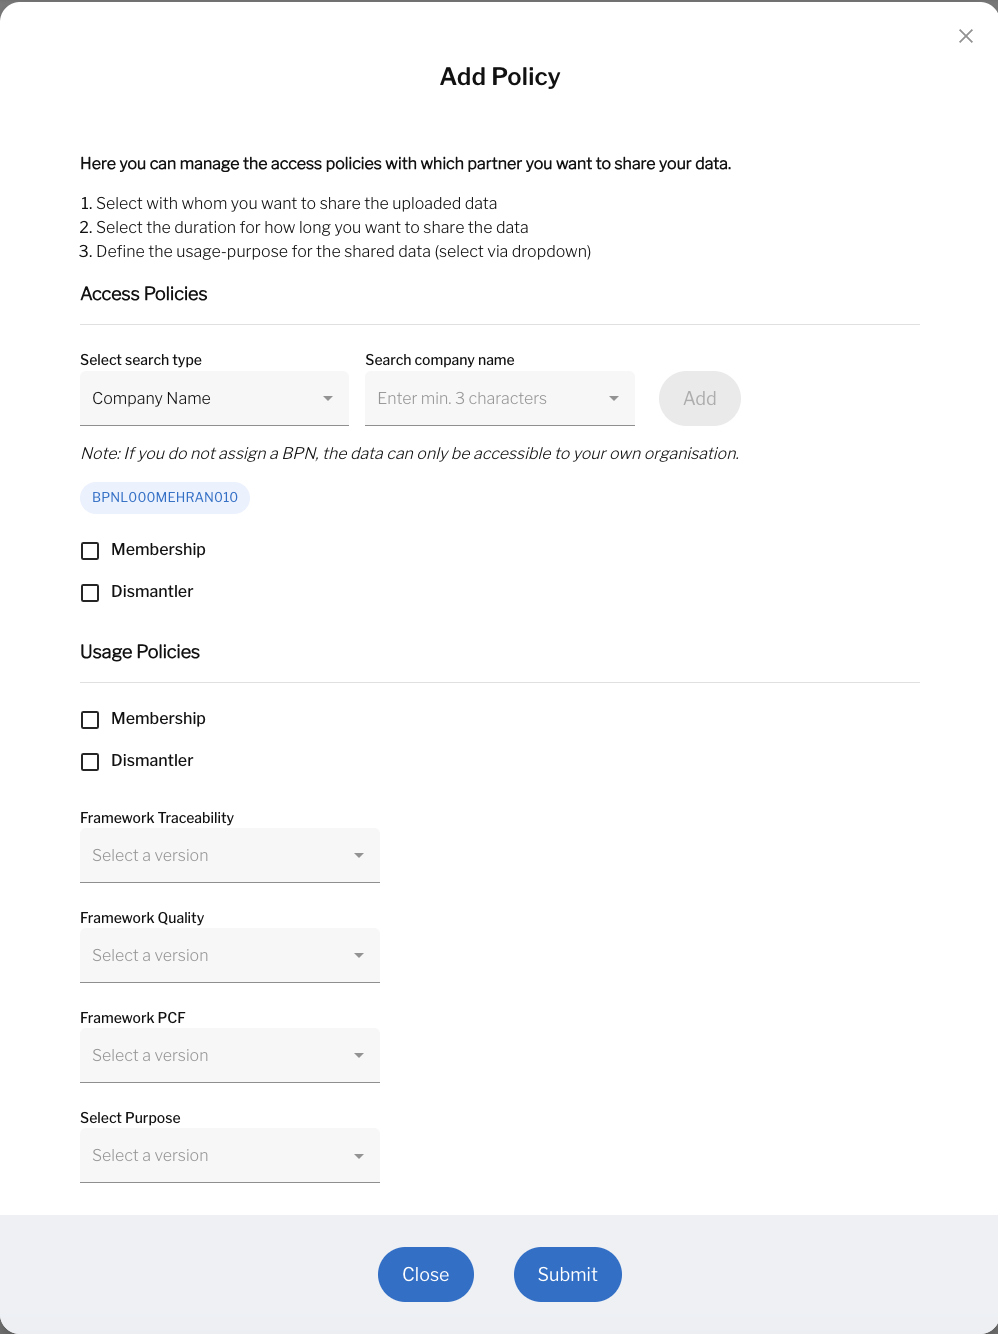 Add Policy
Here you can manage the access policies with which partner you want to share your data.
1. Select with whom you want to share the uploaded data
2. Select the duration for how long you want to share the data
3. Define the usage-purpose for the shared data (select via dropdown)
Access Policies
Select search type
Search company name
Company Name
Enter min. 3 characters
Add
Note: If you do not assign a BPN, the data can only be accessible to your own organisation.
BPNL000MEHRAN010
Membership
Dismantler
Usage Policies
Membership
Dismantler
Framework Traceability
Select a version
Framework Quality
Select a version
Framework PCF
Select a version
Select Purpose
Select a version
Close
Submit